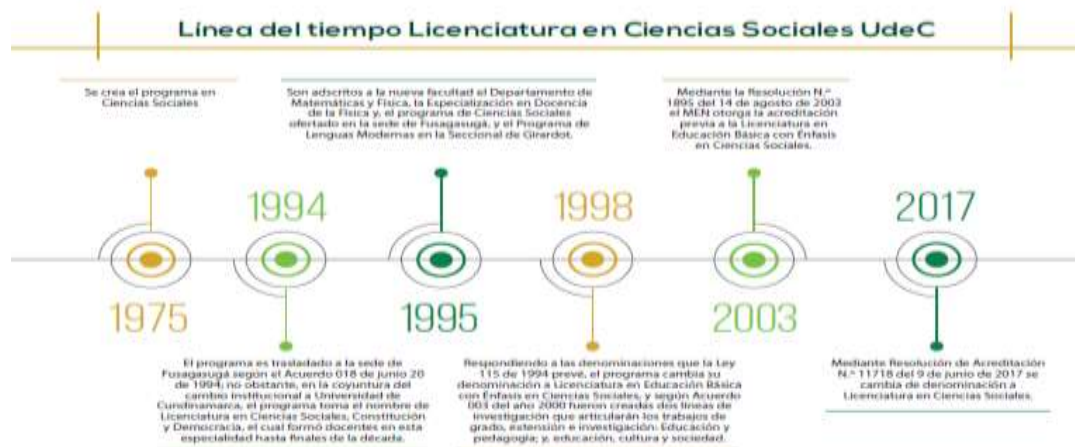 Línea del tiempo Licenciatura en Ciencias Sociales UdeC
Se crea el programa en
Ciencias Sociales
Son adscritos a la nueva facultad el Departamento de
Matemáticas y Física, la Especialización en Docencia
de la Física y, el programa de Ciencias Sociales
ofertado en la sede de Fusagasugá, y el Programa de
Lenguas Modernas en la Seccional de Girardot.
Mediante la Resolución N.º
1895 del 14 de agosto de 2003
el MEN otorga la acreditación
previa a la Licenciatura en
Educación Básica con Énfasis
en Ciencias Sociales.
1994
1998
2017
1975
1995
2003
El programa es trasladado a la sede de
Fusagasugá según el Acuerdo 018 de junio 20
de 1994; no obstante, en la coyuntura del
cambio institucional a Universidad de
Cundinamarca, el programa toma el nombre de
Licenciatura en Ciencias Sociales, Constitución
y Democracia, el cual formó docentes en esta
especialidad hasta finales de la década.
Respondiendo a las denominaciones que la Ley
115 de 1994 prevé, el programa cambia su
denominación a Licenciatura en Educación Básica
con Énfasis en Ciencias Sociales, y según Acuerdo
003 del año 2000 fueron creadas dos líneas de
investigación que articularán los trabajos de
grado, extensión e investigación: Educación y
pedagogía; y, educación, cultura y sociedad.
Mediante Resolución de Acreditación
N.º 11718 del 9 de junio de 2017 se
cambia de denominación a
Licenciatura en Ciencias Sociales.